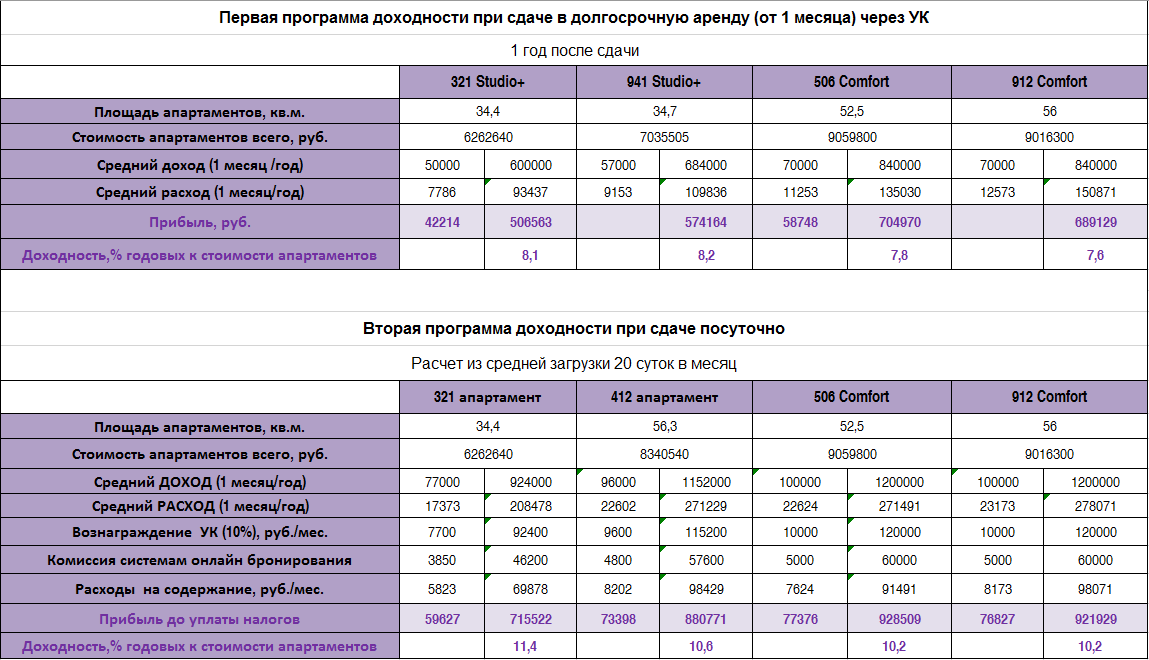 Первая программа доходности при сдаче в долгосрочную аренду (от 1 месяца) через УК
1 год после сдачи
321 Studio+ 941 Studio+ 506 Comfort 912 Comfort
Площадь апартаментов, кв.м. 34,4 34,7 52,5 56
Стоимость апартаментов всего, руб. 6262640 7035505 9059800 9016300
Средний доход (1 месяц /год) 50000 600000 57000 684000 70000 840000 70000 840000
Средний расход (1 месяц/год) 7786 93437 9153 109836 11253 135030 12573 150871
Прибыль, руб. 42214 506563 574164 58748 704970 689129
Доходность,% годовых к стоимости апартаментов 8,1 8,2 7,8 7,6
Вторая программа доходности при сдаче посуточно
Расчет из средней загрузки 20 суток в месяц
321 апартамент 412 апартамент 506 Comfort 912 Comfort
Площадь апартаментов, кв.м. 34,4 56,3 52,5 56
Стоимость апартаментов всего, руб. 6262640 8340540 9059800 9016300
Средний ДОХОД (1 месяц/год) 77000 924000 96000 1152000 100000 1200000 100000 1200000
Средний РАСХОД (1 месяц/год) 17373 208478 22602 271229 22624 271491 23173 278071
Вознаграждение УК (10%), руб./мес. 7700 92400 9600 115200 10000 120000 10000 120000
Комиссия системам онлайн бронирования 3850 46200 4800 57600 5000 60000 5000 60000
Расходы на содержание, руб./мес. 5823 69878 8202 98429 7624 91491 8173 98071
Прибыль до уплаты налогов 59627 715522 73398 880771 77376 928509 76827 921929
Доходность,% годовых к стоимости апартаментов 11,4 10,6 10,2 10,2